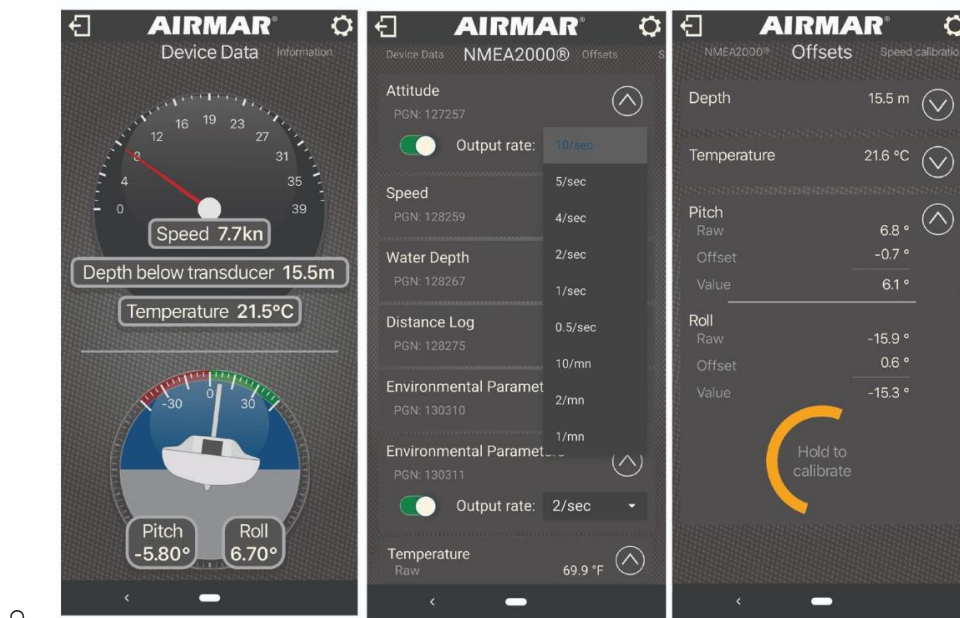 AIRMAR®
Device Data Information
16 19 23
12 27
8 31
4 35
0 39
Speed 7.7kn
Depth below transducer 15.5m
Temperature 21.5°C
0
-30 30
Pitch
-5.80°
Roll
6.70°
AIRMAR®
Device Data NMEA2000® Offsets S
Attitude
PGN: 127257
Output rate: 10/sec
5/sec
4/sec
2/sec
1/sec
0.5/sec
10/mn
2/mn
1/mn
Speed
PGN: 128259
Water Depth
PGN: 128267
Distance Log
PGN: 128275
Environmental Paramet
PGN: 130310
Environmental Parameters
PGN: 130311
Output rate: 2/sec
Temperature
Raw 69.9 °F
AIRMAR®
NMEA2000® Offsets Speed calibratio
Depth 15.5 m
Temperature 21.6 °C
Pitch
Raw 6.8 °
Offset -0.7 °
Value 6.1 °
Roll
Raw -15.9 °
Offset 0.6 °
Value -15.3 °
Hold to
calibrate